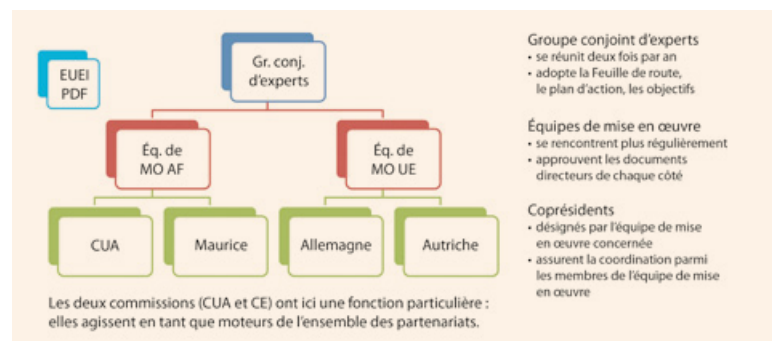 EUEI
PDF
Gr. conj.
d'experts
Éq. de
MO AF
Éq. de
MO UE
CUA
Maurice
Allemagne
Autriche
Les deux commissions (CUA et CE) ont ici une fonction particulière :
elles agissent en tant que moteurs de l'ensemble des partenariats.
Groupe conjoint d'experts
• se réunit deux fois par an
• adopte la Feuille de route,
le plan d'action, les objectifs
Équipes de mise en œuvre
• se rencontrent plus régulièrement
• approuvent les documents
directeurs de chaque côté
Coprésidents
• désignés par l'équipe de mise
en œuvre concernée
• assurent la coordination parmi
les membres de l'équipe de mise
en œuvre